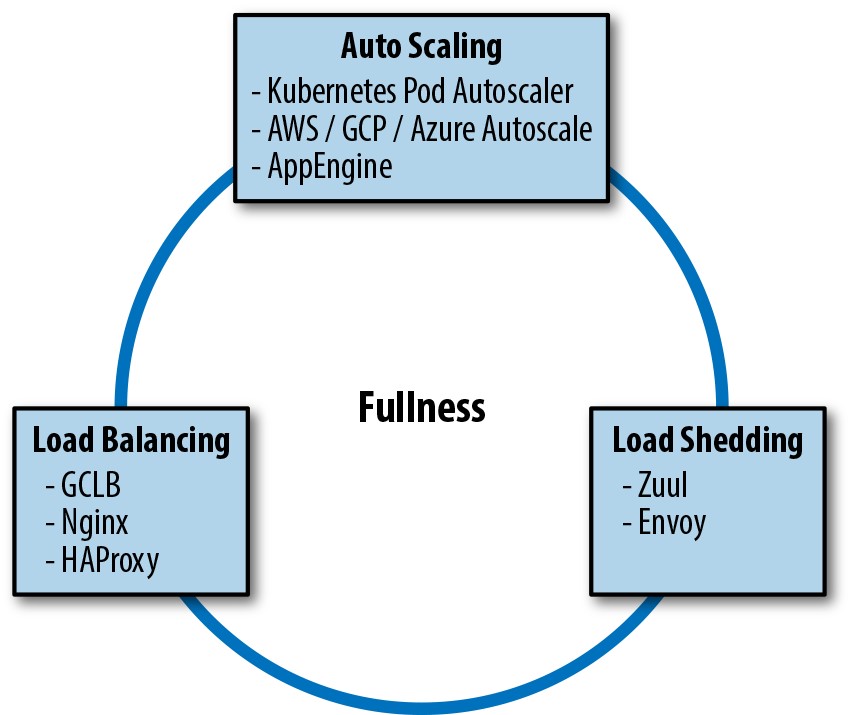 Auto Scaling
- Kubernetes Pod Autoscaler
- AWS / GCP / Azure Autoscale
- AppEngine
Fullness
Load Balancing
- GCLB
- Nginx
- HAProxy
Load Shedding
- Zuul
- Envoy